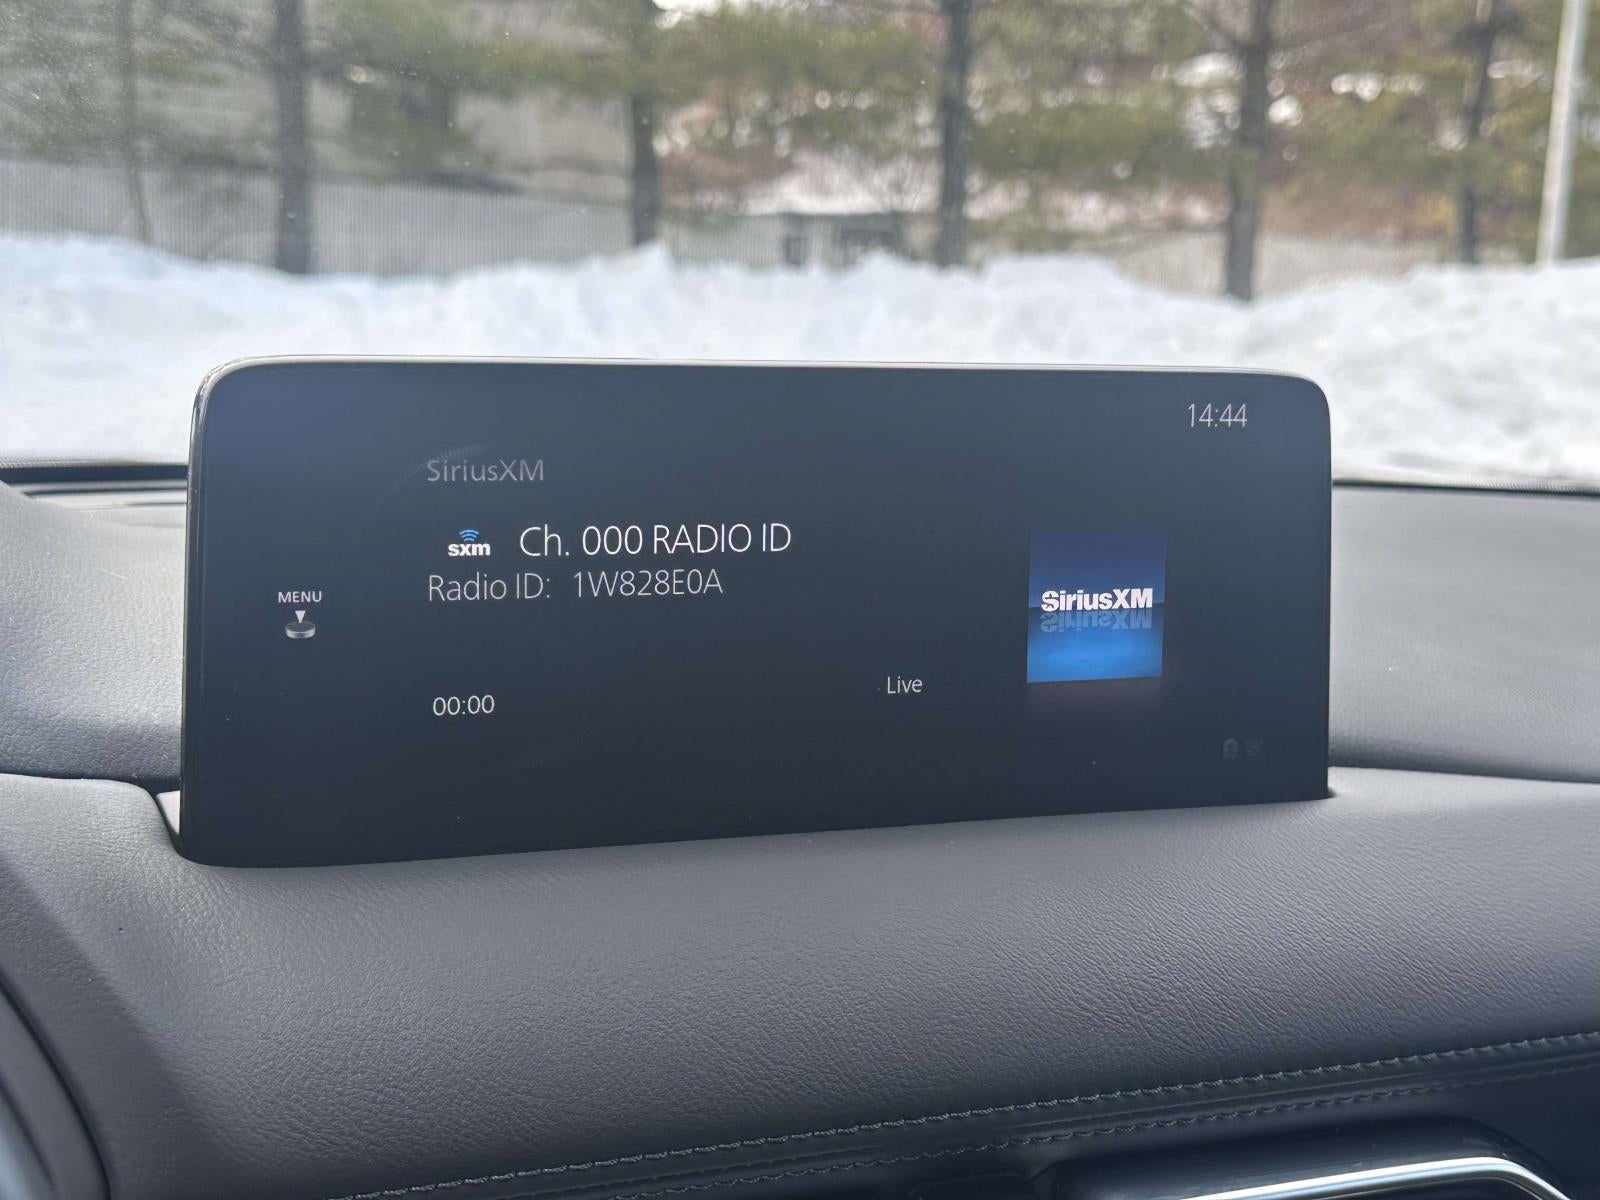 14:44
SiriusXM
sxm Ch. 000 RADIO ID
Radio ID: 1W828E0A
MENU
SiriusXM
Live
00:00